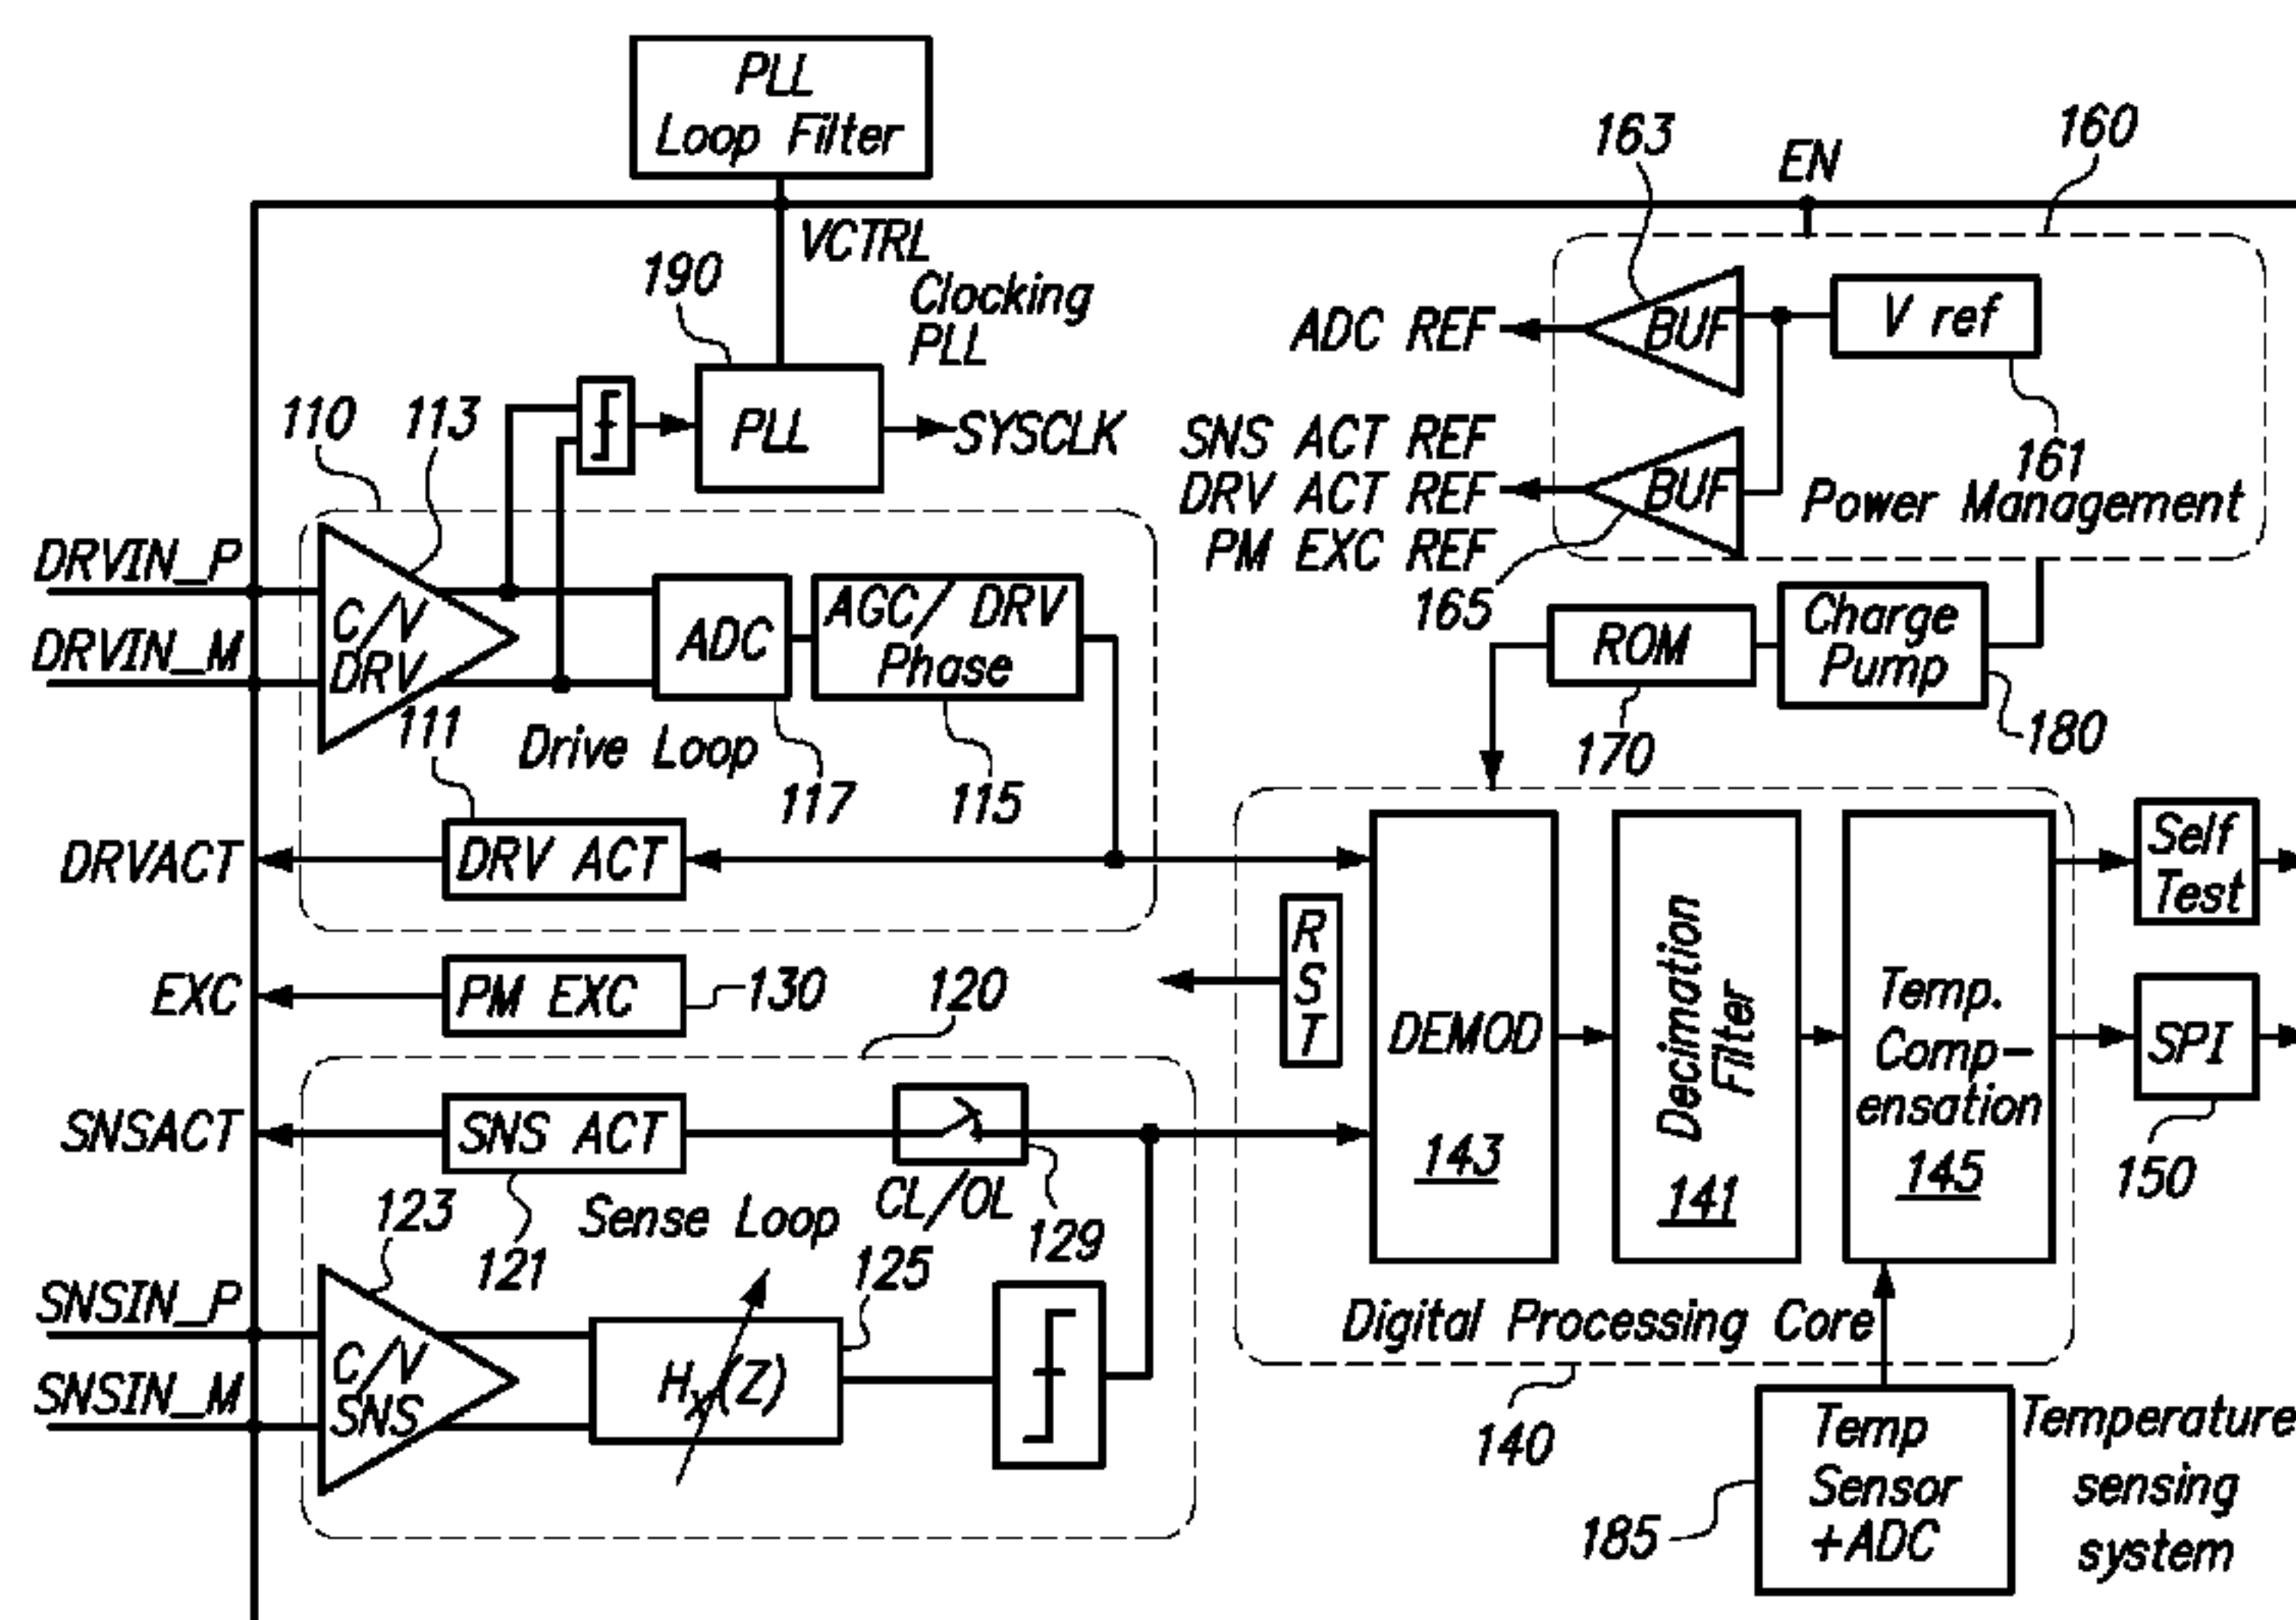 PLL
Loop Filter
VCTRL
190
Clocking
PLL
PLL
SYSCLK
163
EN
160
ADC REF
BUF
V ref
161
SNS ACT REF
DRV ACT REF
PM EXC REF
BUF
165
Power Management
110
113
DRVIN_P
DRVIN_M
C/V
DRV
ADC
AGC/ DRV
Phase
111
Drive Loop
117
115
ROM
170
Charge
Pump
180
DRVACT
DRV ACT
EXC
PM EXC
130
120
SNSACT
SNS ACT
121
Sense Loop
CL/OL
129
123
125
SNSIN_P
SNSIN_M
C/V
SNS
Hx(Z)
R
S
T
DEMOD
143
Decimation
Filter
141
Temp.
Comp-
ensation
145
Self
Test
SPI
150
Digital Processing Core
140
Temp
Sensor
+ADC
185
Temperature
sensing
system